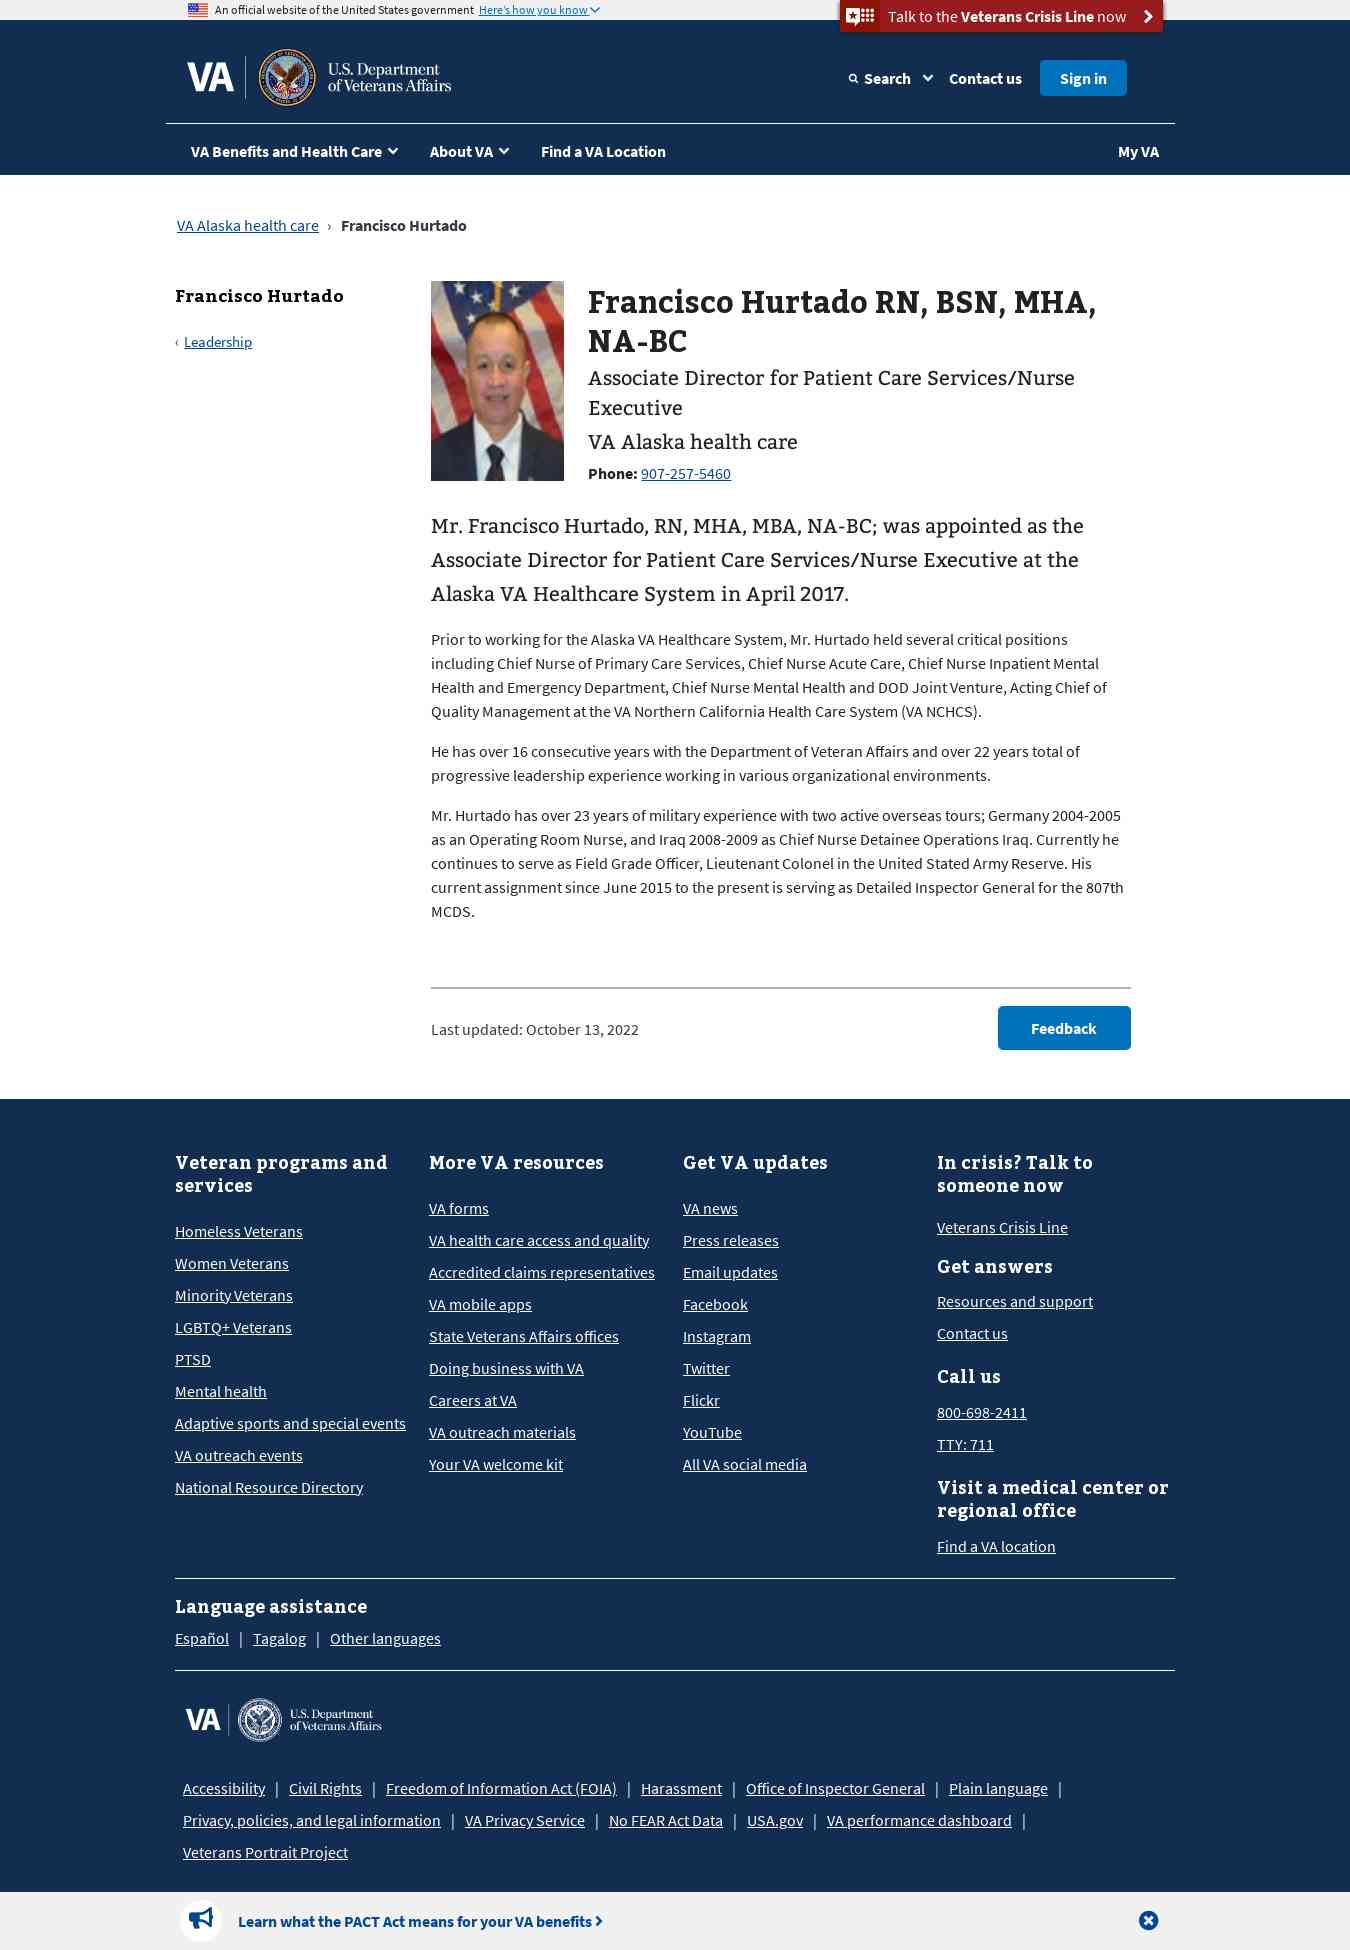 An official website of the United States government Here's how you know
Talk to the Veterans Crisis Line now
VA
U.S. Department
of Veterans Affairs
Search
Contact us
Sign in
VA Benefits and Health Care
About VA
Find a VA Location
My VA
VA Alaska health care › Francisco Hurtado
Francisco Hurtado
‹ Leadership
Francisco Hurtado RN, BSN, MHA,
NA-BC
Associate Director for Patient Care Services/Nurse
Executive
VA Alaska health care
Phone: 907-257-5460
Mr. Francisco Hurtado, RN, MHA, MBA, NA-BC; was appointed as the
Associate Director for Patient Care Services/Nurse Executive at the
Alaska VA Healthcare System in April 2017.
Prior to working for the Alaska VA Healthcare System, Mr. Hurtado held several critical positions
including Chief Nurse of Primary Care Services, Chief Nurse Acute Care, Chief Nurse Inpatient Mental
Health and Emergency Department, Chief Nurse Mental Health and DOD Joint Venture, Acting Chief of
Quality Management at the VA Northern California Health Care System (VA NCHCS).
He has over 16 consecutive years with the Department of Veteran Affairs and over 22 years total of
progressive leadership experience working in various organizational environments.
Mr. Hurtado has over 23 years of military experience with two active overseas tours; Germany 2004-2005
as an Operating Room Nurse, and Iraq 2008-2009 as Chief Nurse Detainee Operations Iraq. Currently he
continues to serve as Field Grade Officer, Lieutenant Colonel in the United Stated Army Reserve. His
current assignment since June 2015 to the present is serving as Detailed Inspector General for the 807th
MCDS.
Last updated: October 13, 2022
Feedback
Veteran programs and
services
Homeless Veterans
Women Veterans
Minority Veterans
LGBTQ+ Veterans
PTSD
Mental health
Adaptive sports and special events
VA outreach events
National Resource Directory
More VA resources
VA forms
VA health care access and quality
Accredited claims representatives
VA mobile apps
State Veterans Affairs offices
Doing business with VA
Careers at VA
VA outreach materials
Your VA welcome kit
Get VA updates
VA news
Press releases
Email updates
Facebook
Instagram
Twitter
Flickr
YouTube
All VA social media
In crisis? Talk to
someone now
Veterans Crisis Line
Get answers
Resources and support
Contact us
Call us
800-698-2411
TTY: 711
Visit a medical center or
regional office
Find a VA location
Language assistance
Español | Tagalog | Other languages
VA
U.S. Department
of Veterans Affairs
Accessibility | Civil Rights | Freedom of Information Act (FOIA) | Harassment | Office of Inspector General | Plain language |
Privacy, policies, and legal information | VA Privacy Service | No FEAR Act Data | USA.gov | VA performance dashboard |
Veterans Portrait Project
Learn what the PACT Act means for your VA benefits